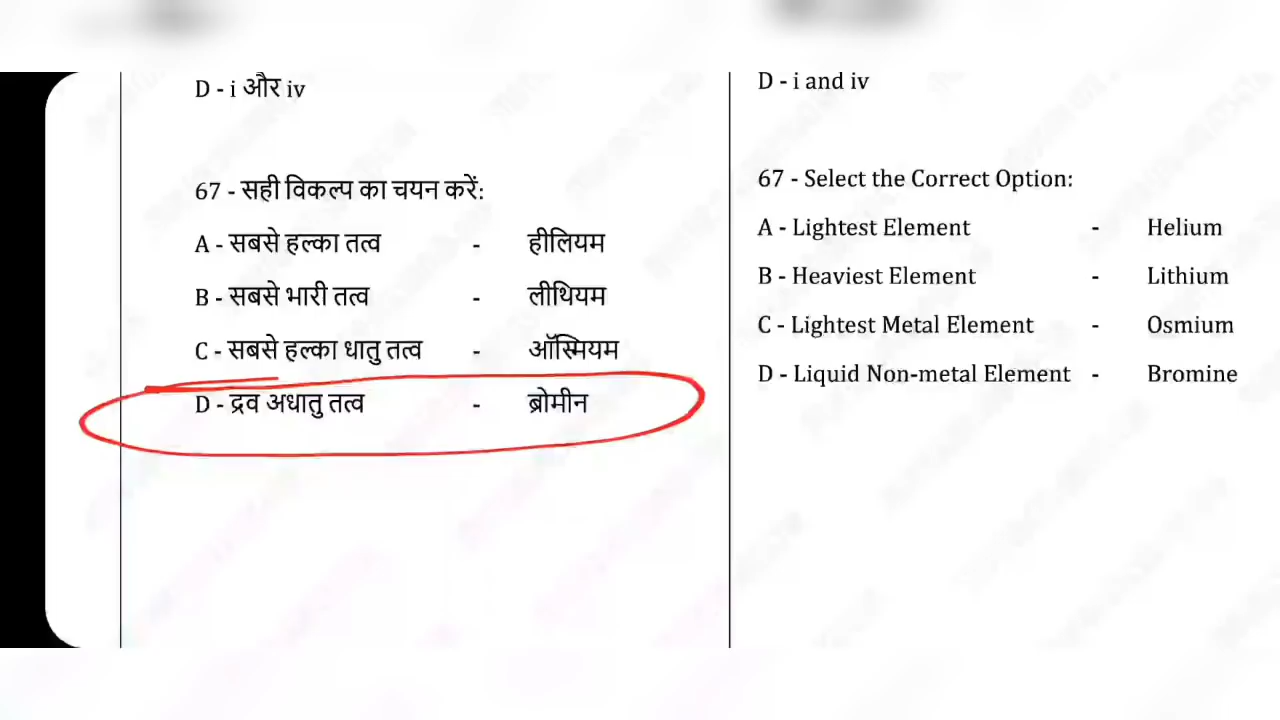 D - i और iv
67 - सही विकल्प का चयन करें:
A - सबसे हल्का तत्व - हीलियम
B - सबसे भारी तत्व - लीथियम
C - सबसे हल्का धातु तत्व - ऑस्मियम
D - द्रव अधातु तत्व - ब्रोमीन
D - i and iv
67 - Select the Correct Option:
A - Lightest Element - Helium
B - Heaviest Element - Lithium
C - Lightest Metal Element - Osmium
D - Liquid Non-metal Element - Bromine